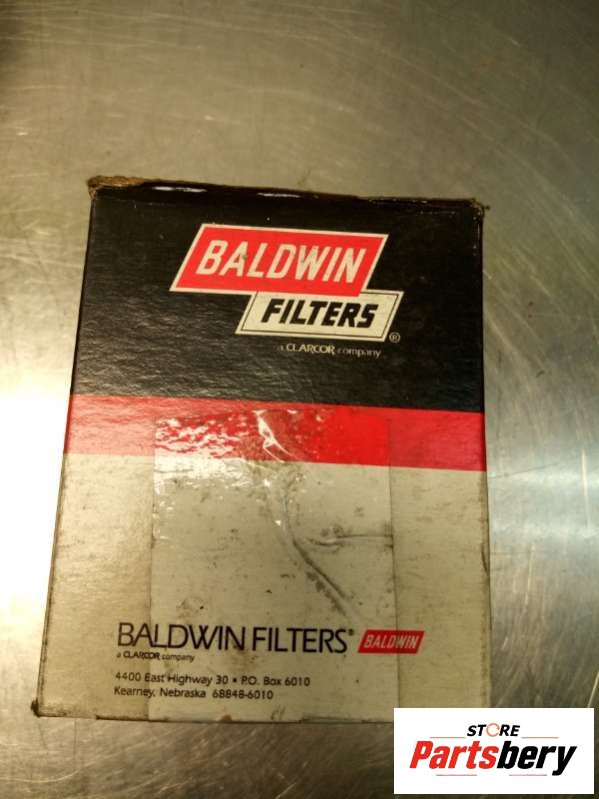 BALDWIN
FILTERS®
a CLARCOR company
BALDWIN FILTERS® BALDWIN
a CLARCOR company
4400 East Highway 30 • P.O. Box 6010
Kearney, Nebraska 68848-6010
STORE
Partsbery